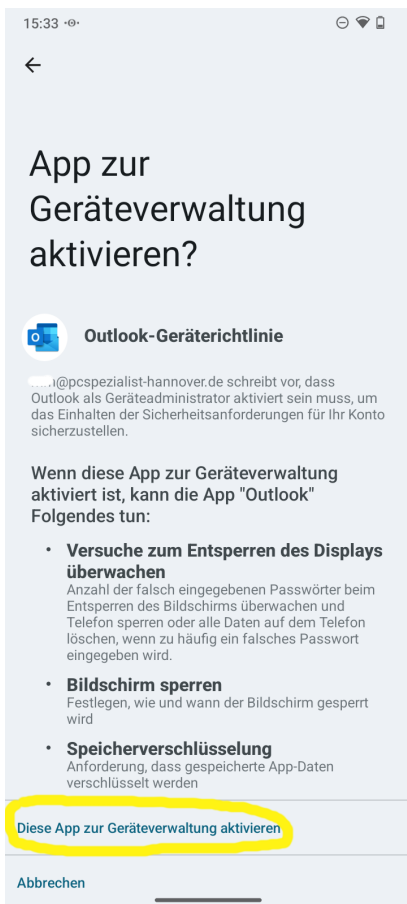 15:33
App zur
Geräteverwaltung
aktivieren?
Outlook-Geräterichtlinie
@pcspezialist-hannover.de schreibt vor, dass
Outlook als Geräteadministrator aktiviert sein muss, um
das Einhalten der Sicherheitsanforderungen für Ihr Konto
sicherzustellen.
Wenn diese App zur Geräteverwaltung
aktiviert ist, kann die App "Outlook"
Folgendes tun:
• Versuche zum Entsperren des Displays
überwachen
Anzahl der falsch eingegebenen Passwörter beim
Entsperren des Bildschirms überwachen und
Telefon sperren oder alle Daten auf dem Telefon
löschen, wenn zu häufig ein falsches Passwort
eingegeben wird.
• Bildschirm sperren
Festlegen, wie und wann der Bildschirm gesperrt
wird
• Speicherverschlüsselung
Anforderung, dass gespeicherte App-Daten
verschlüsselt werden
Diese App zur Geräteverwaltung aktivieren
Abbrechen